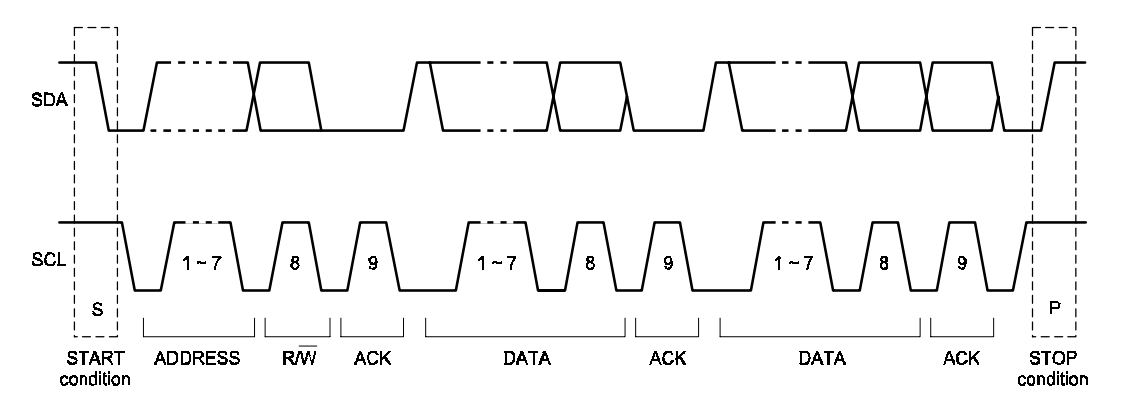 SDA
SCL
1 ~ 7
8
9
1 ~ 7
8
9
1 ~ 7
8
9
S
P
START
condition
ADDRESS
R/W̅
ACK
DATA
ACK
DATA
ACK
STOP
condition